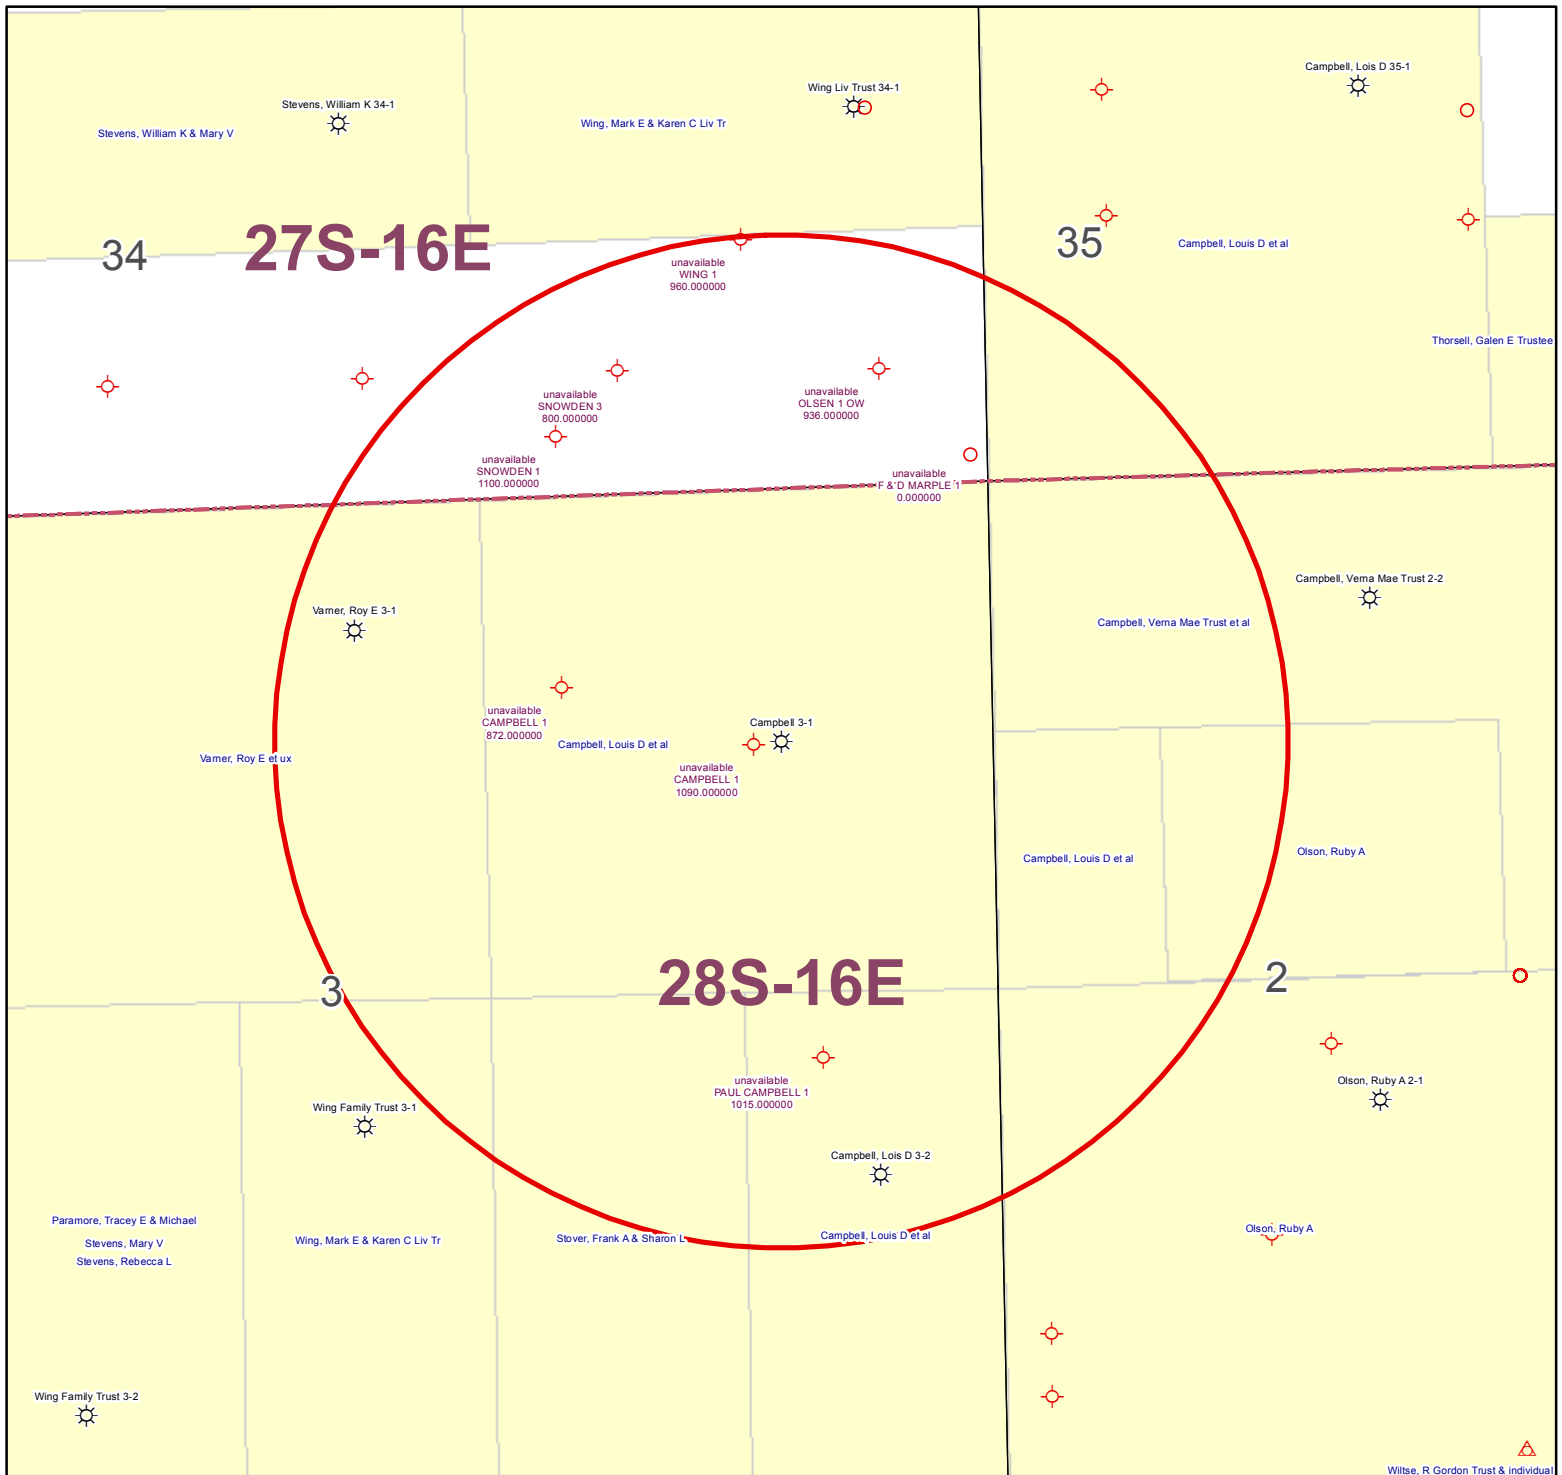 Campbell, Lois D 35-1
Wing Liv Trust 34-1
Stevens, William K 34-1
Wing, Mark E & Karen C Liv Tr
Stevens, William K & Mary V
34
27S-16E
35
Campbell, Louis D et al
unavailable
WING 1
960.000000
Thorsell, Galen E Trustee
unavailable
SNOWDEN 3
800.000000
unavailable
OLSEN 1 OW
936.000000
unavailable
SNOWDEN 1
1100.000000
unavailable
F & D MARPLE 1
0.000000
Campbell, Verna Mae Trust 2-2
Varner, Roy E 3-1
Campbell, Verna Mae Trust et al
unavailable
CAMPBELL 1
872.000000
Campbell 3-1
Campbell, Louis D et al
Varner, Roy E et ux
unavailable
CAMPBELL 1
1090.000000
Campbell, Louis D et al
Olson, Ruby A
3
28S-16E
2
unavailable
PAUL CAMPBELL 1
1015.000000
Olson, Ruby A 2-1
Wing Family Trust 3-1
Campbell, Lois D 3-2
Paramore, Tracey E & Michael
Stevens, Mary V
Stevens, Rebecca L
Wing, Mark E & Karen C Liv Tr
Stover, Frank A & Sharon L
Campbell, Louis D et al
Olson, Ruby A
Wing Family Trust 3-2
Wiltse, R Gordon Trust & individual